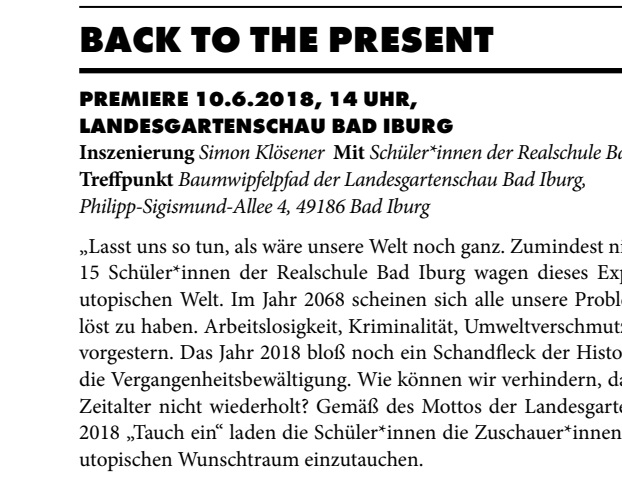 BACK TO THE PRESENT
PREMIERE 10.6.2018, 14 UHR,
LANDESGARTENSCHAU BAD IBURG
Inszenierung Simon Klösener Mit Schüler*innen der Realschule
Treffpunkt Baumwipfelpfad der Landesgartenschau Bad Iburg,
Philipp-Sigismund-Allee 4, 49186 Bad Iburg
„Lasst uns so tun, als wäre unsere Welt noch ganz. Zumindest
15 Schüler*innen der Realschule Bad Iburg wagen dieses
utopischen Welt. Im Jahr 2068 scheinen sich alle unsere
löst zu haben. Arbeitslosigkeit, Kriminalität,
vorgestern. Das Jahr 2018 bloß noch ein Schandfleck der
die Vergangenheitsbewältigung. Wie können wir verhindern,
Zeitalter nicht wiederholt? Gemäß des Mottos der
2018 „Tauch ein“ laden die Schüler*innen die Zuschauer*innen
utopischen Wunschtraum einzutauchen.